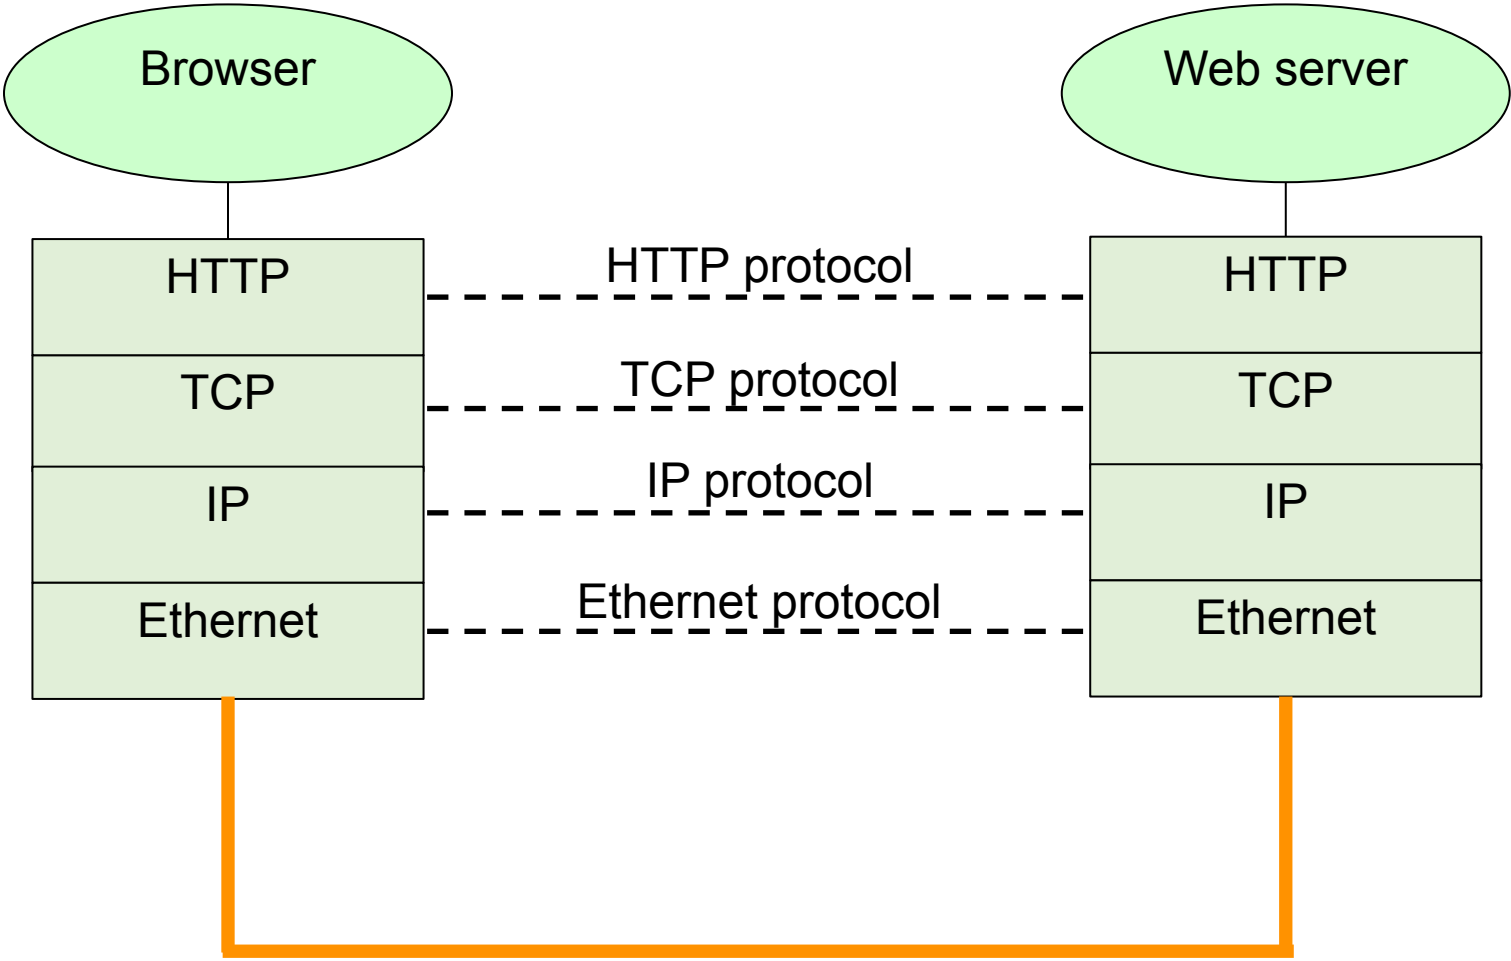 Browser
Web server
HTTP
HTTP protocol
HTTP
TCP
TCP protocol
TCP
IP
IP protocol
IP
Ethernet
Ethernet protocol
Ethernet